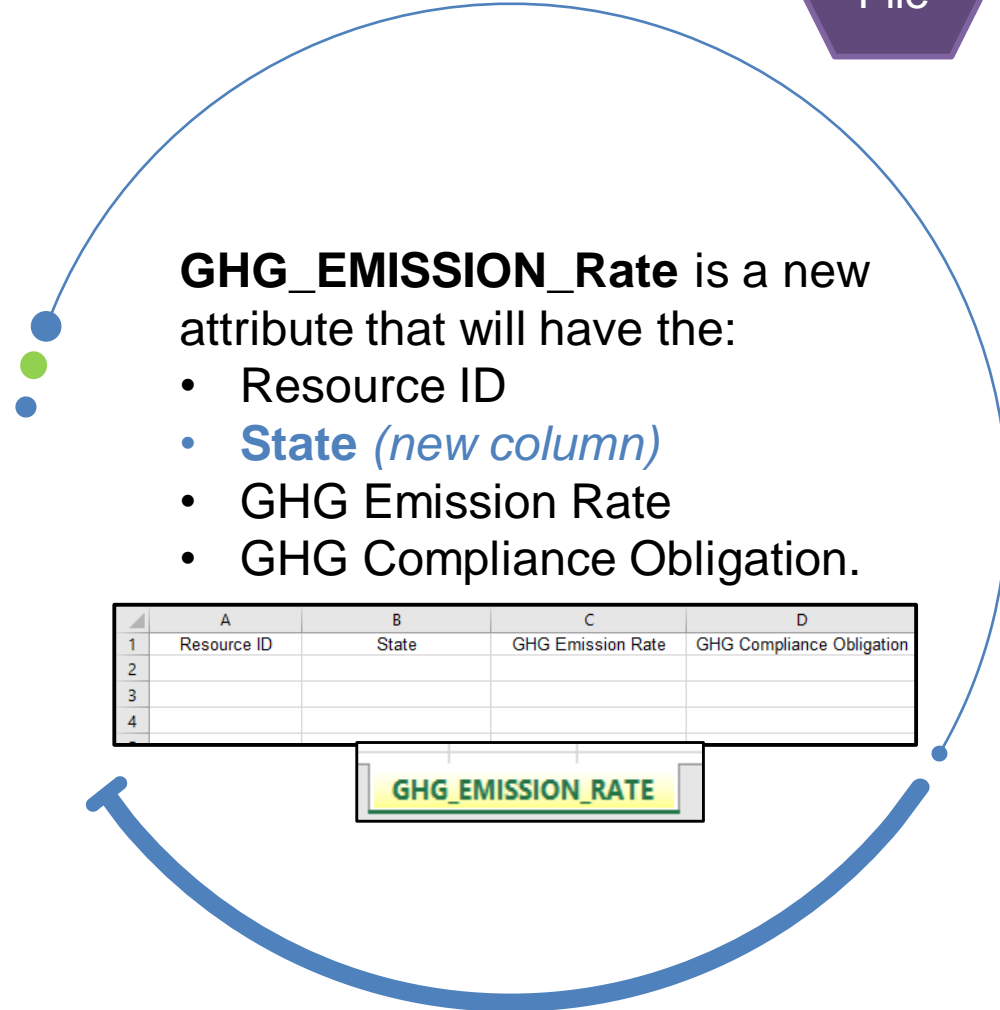 File
GHG_EMISSION_Rate is a new
attribute that will have the:
• Resource ID
• State (new column)
• GHG Emission Rate
• GHG Compliance Obligation.
A B C D
1 Resource ID State GHG Emission Rate GHG Compliance Obligation
2
3
4
GHG_EMISSION_RATE